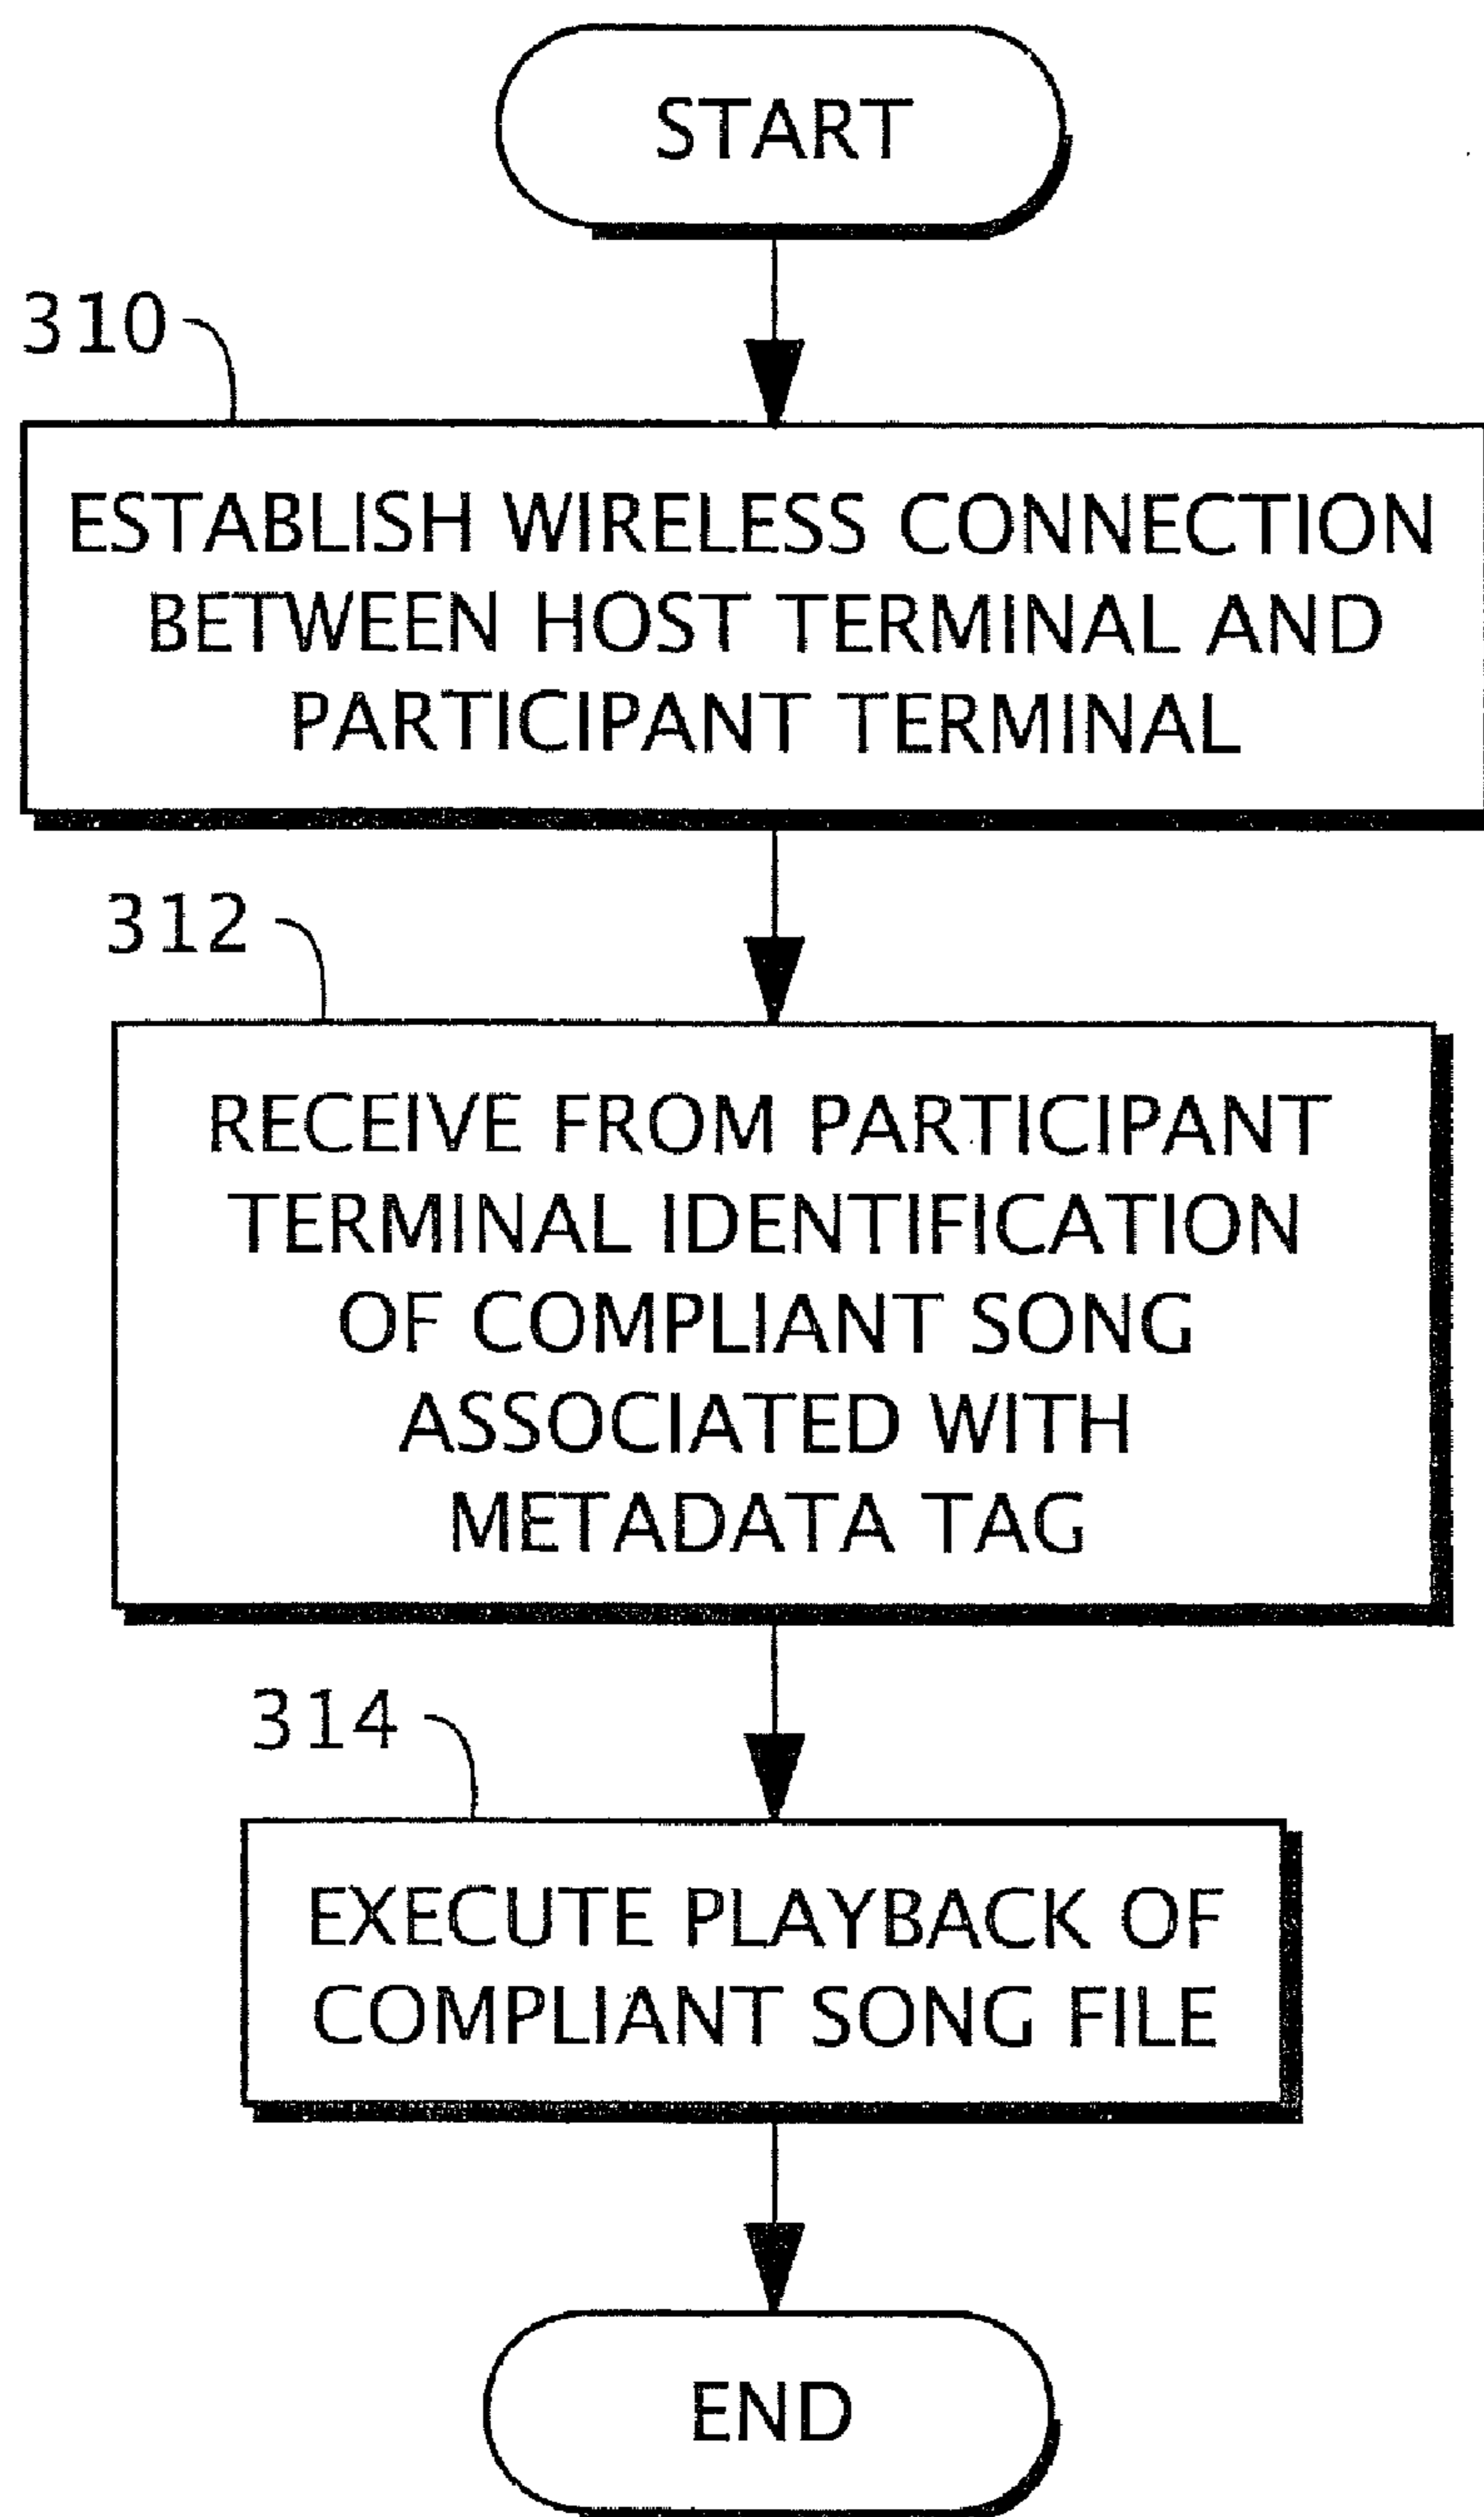 START
310
ESTABLISH WIRELESS CONNECTION
BETWEEN HOST TERMINAL AND
PARTICIPANT TERMINAL
312
RECEIVE FROM PARTICIPANT
TERMINAL IDENTIFICATION
OF COMPLIANT SONG
ASSOCIATED WITH
METADATA TAG
314
EXECUTE PLAYBACK OF
COMPLIANT SONG FILE
END